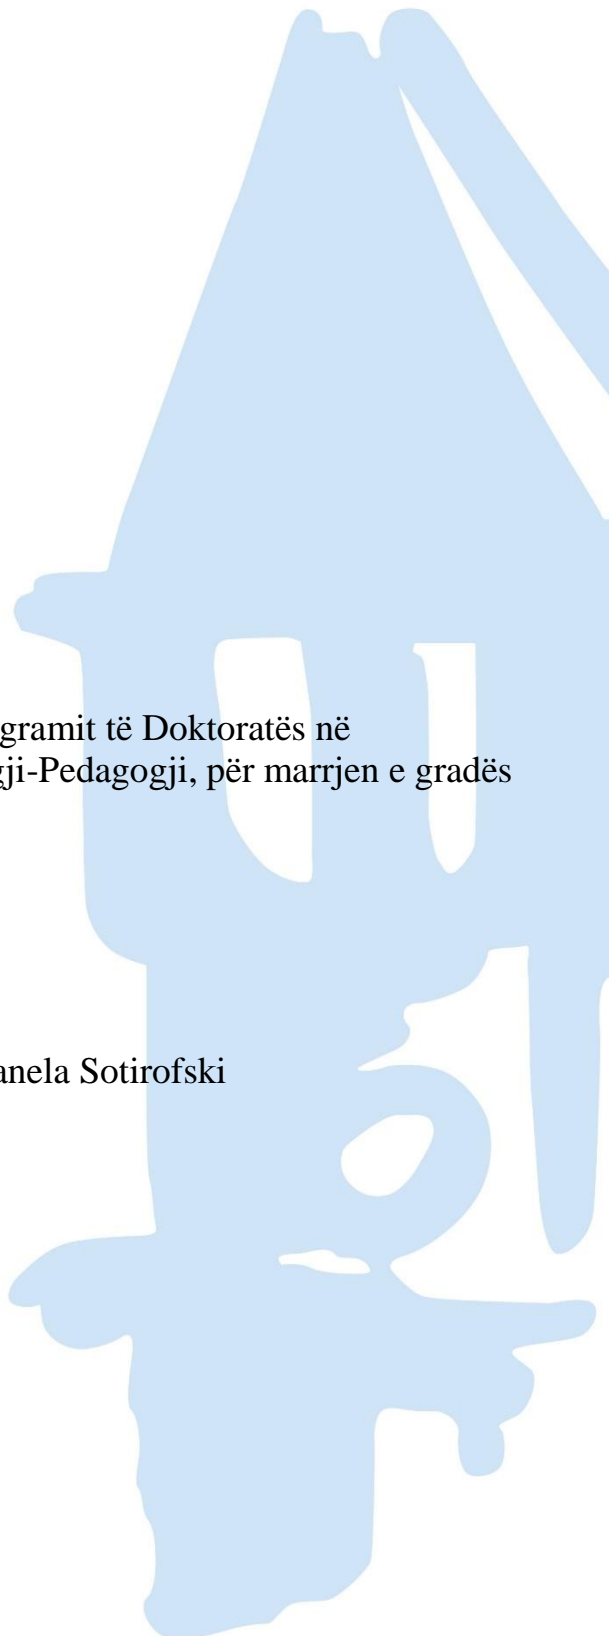 gramit të Doktoratës në
gji-Pedagogji, për marrjen e gradës
anela Sotirofski